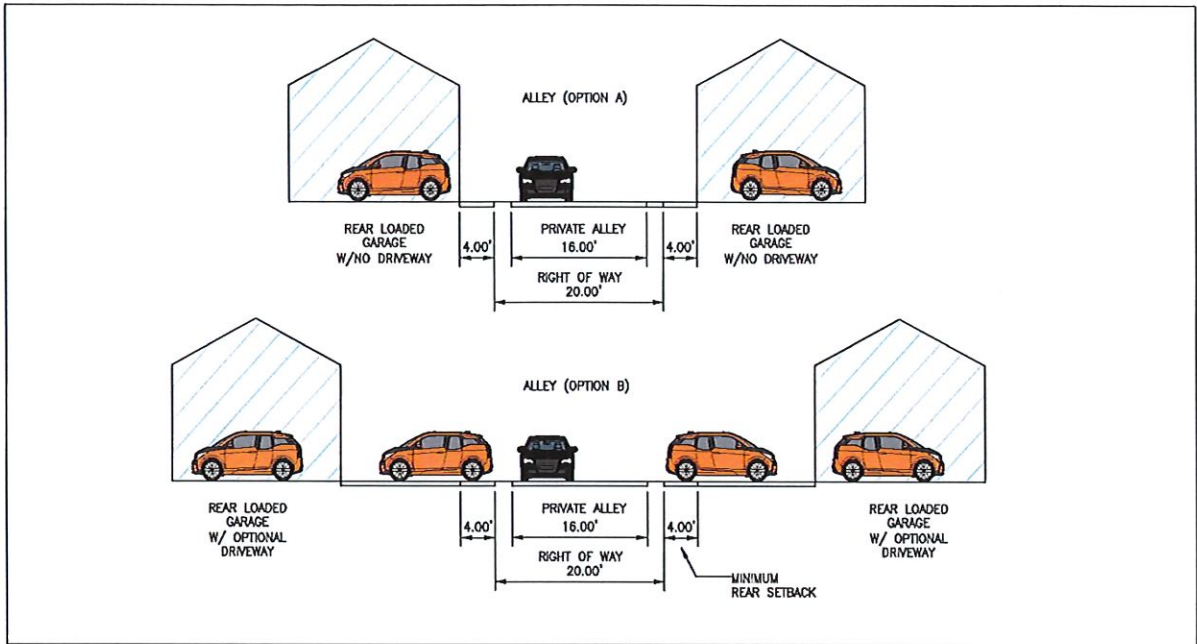 ALLEY (OPTION A)
REAR LOADED
GARAGE
W/NO DRIVEWAY
4.00'
PRIVATE ALLEY
16.00'
4.00'
REAR LOADED
GARAGE
W/NO DRIVEWAY
RIGHT OF WAY
20.00'
ALLEY (OPTION B)
REAR LOADED
GARAGE
W/ OPTIONAL
DRIVEWAY
4.00'
PRIVATE ALLEY
16.00'
4.00'
REAR LOADED
GARAGE
W/ OPTIONAL
DRIVEWAY
RIGHT OF WAY
20.00'
MINIMUM
REAR SETBACK